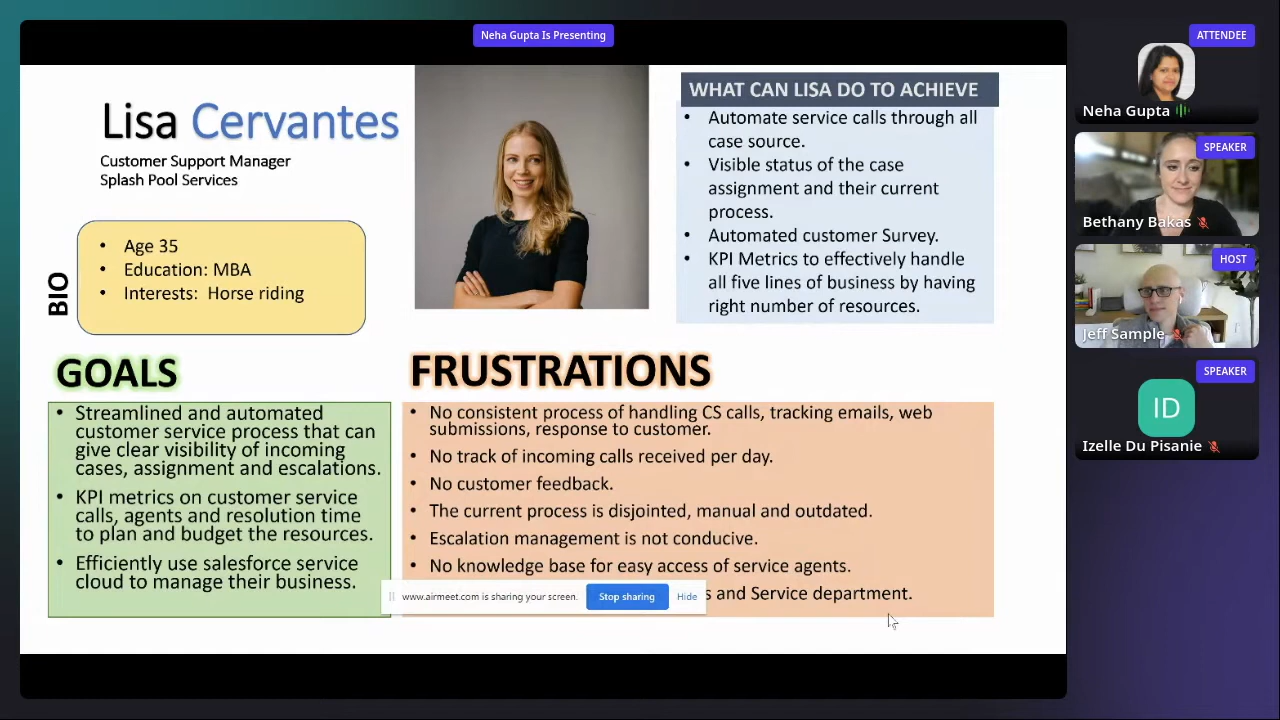 Neha Gupta Is Presenting
Lisa Cervantes
Customer Support Manager
Splash Pool Services
BIO
• Age 35
• Education: MBA
• Interests: Horse riding
WHAT CAN LISA DO TO ACHIEVE
• Automate service calls through all
case source.
• Visible status of the case
assignment and their current
process.
• Automated customer Survey.
• KPI Metrics to effectively handle
all five lines of business by having
right number of resources.
GOALS
• Streamlined and automated
customer service process that can
give clear visibility of incoming
cases, assignment and escalations.
• KPI metrics on customer service
calls, agents and resolution time
to plan and budget the resources.
• Efficiently use salesforce service
cloud to manage their business.
FRUSTRATIONS
• No consistent process of handling CS calls, tracking emails, web
submissions, response to customer.
• No track of incoming calls received per day.
• No customer feedback.
• The current process is disjointed, manual and outdated.
• Escalation management is not conducive.
• No knowledge base for easy access of service agents.
and Service department.
www.airmeet.com is sharing your screen.
Stop sharing
Hide
ATTENDEE
Neha Gupta
SPEAKER
Bethany Bakas
HOST
Jeff Sample
SPEAKER
ID
Izelle Du Pisanie